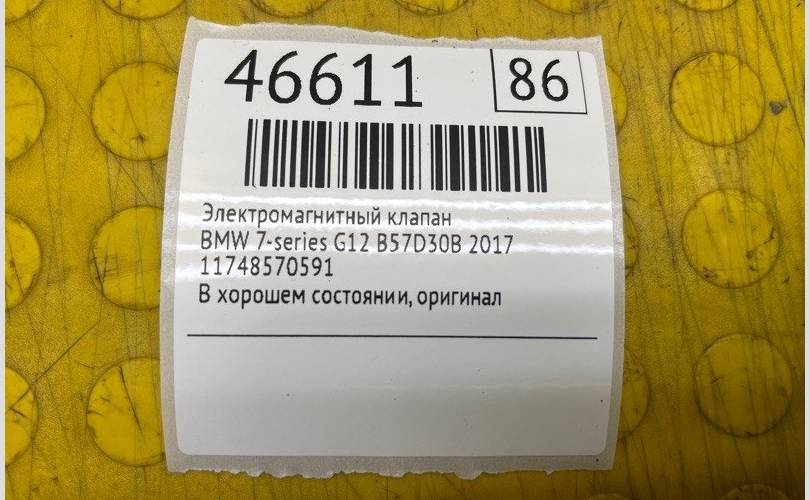 46611 86
Электромагнитный клапан
BMW 7-series G12 B57D30B 2017
11748570591
В хорошем состоянии, оригинал